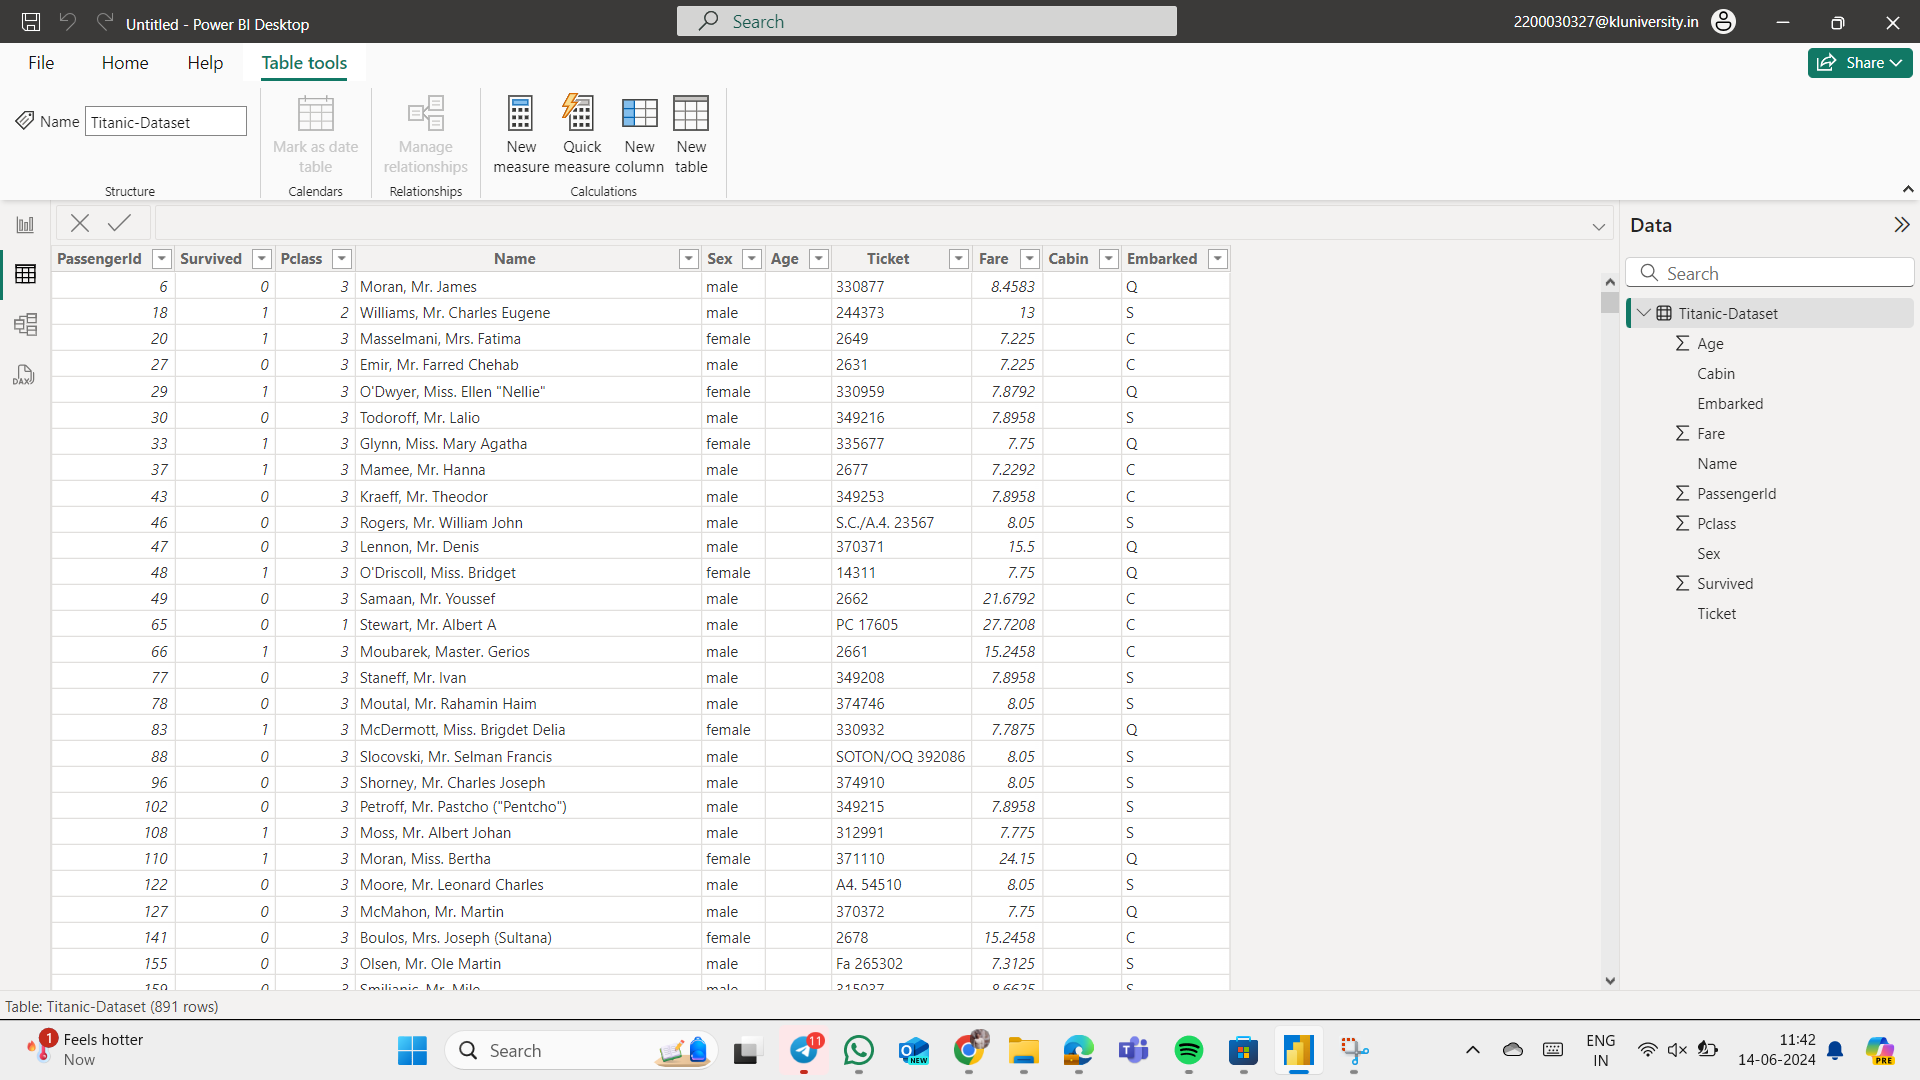 Untitled - Power BI Desktop
Search
2200030327@kluniversity.in
File Home Help Table tools
Share
Name Titanic-Dataset
Mark as date table
Manage relationships
New measure
Quick measure
New column
New table
Structure Calendars Relationships Calculations
PassengerId Survived Pclass Name Sex Age Ticket Fare Cabin Embarked
6 0 3 Moran, Mr. James male 330877 8.4583 Q
18 1 2 Williams, Mr. Charles Eugene male 244373 13 S
20 1 3 Masselmani, Mrs. Fatima female 2649 7.225 C
27 0 3 Emir, Mr. Farred Chehab male 2631 7.225 C
29 1 3 O'Dwyer, Miss. Ellen "Nellie" female 330959 7.8792 Q
30 0 3 Todoroff, Mr. Lalio male 349216 7.8958 S
33 1 3 Glynn, Miss. Mary Agatha female 335677 7.75 Q
37 1 3 Mamee, Mr. Hanna male 2677 7.2292 C
43 0 3 Kraeff, Mr. Theodor male 349253 7.8958 C
46 0 3 Rogers, Mr. William John male S.C./A.4. 23567 8.05 S
47 0 3 Lennon, Mr. Denis male 370371 15.5 Q
48 1 3 O'Driscoll, Miss. Bridget female 14311 7.75 Q
49 0 3 Samaan, Mr. Youssef male 2662 21.6792 C
65 0 1 Stewart, Mr. Albert A male PC 17605 27.7208 C
66 1 3 Moubarek, Master. Gerios male 2661 15.2458 C
77 0 3 Staneff, Mr. Ivan male 349208 7.8958 S
78 0 3 Moutal, Mr. Rahamin Haim male 374746 8.05 S
83 1 3 McDermott, Miss. Brigdet Delia female 330932 7.7875 Q
88 0 3 Slocovski, Mr. Selman Francis male SOTON/OQ 392086 8.05 S
96 0 3 Shorney, Mr. Charles Joseph male 374910 8.05 S
102 0 3 Petroff, Mr. Pastcho ("Pentcho") male 349215 7.8958 S
108 1 3 Moss, Mr. Albert Johan male 312991 7.775 S
110 1 3 Moran, Miss. Bertha female 371110 24.15 Q
122 0 3 Moore, Mr. Leonard Charles male A4. 54510 8.05 S
127 0 3 McMahon, Mr. Martin male 370372 7.75 Q
141 0 3 Boulos, Mrs. Joseph (Sultana) female 2678 15.2458 C
155 0 3 Olsen, Mr. Ole Martin male Fa 265302 7.3125 S
159 0 3 Smiljanic, Mr. Mile male 315037 8.6625 S
Data
Search
Titanic-Dataset
Age
Cabin
Embarked
Fare
Name
PassengerId
Pclass
Sex
Survived
Ticket
DAX
Table: Titanic-Dataset (891 rows)
1
Feels hotter
Now
Search
11
NEW
ENG
IN
11:42
14-06-2024
PRE